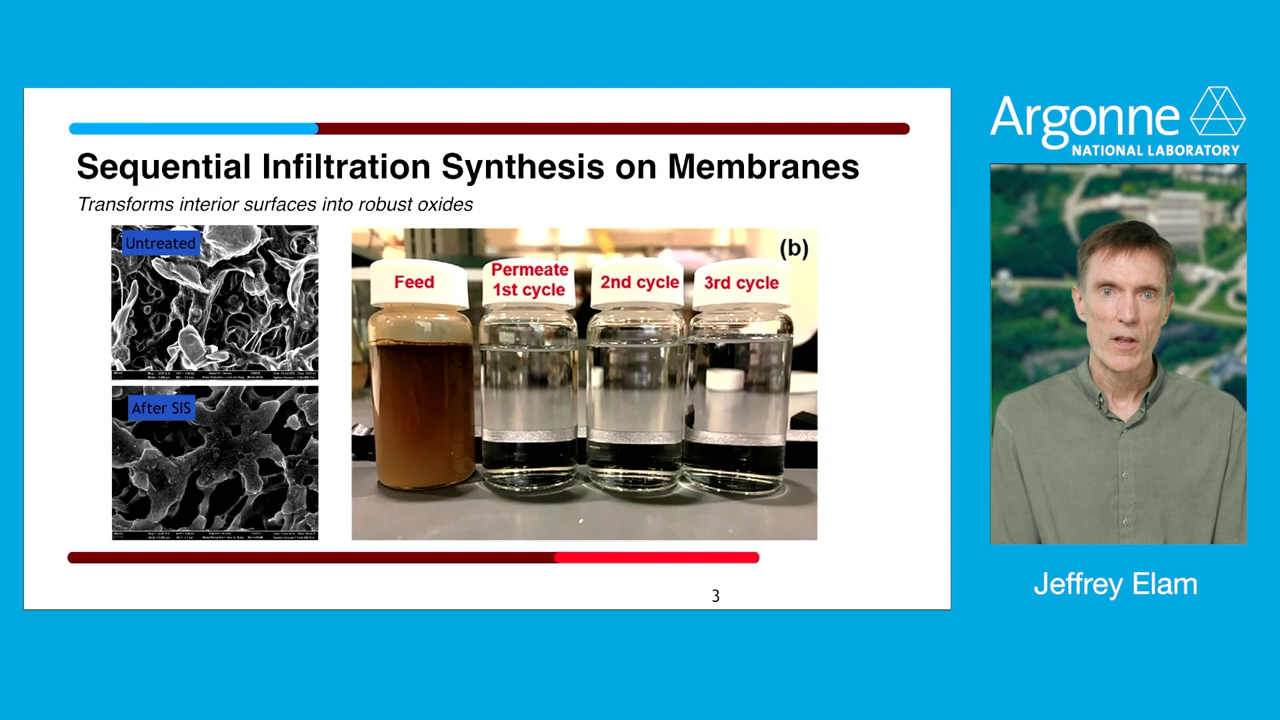 Sequential Infiltration Synthesis on Membranes
Transforms interior surfaces into robust oxides
Untreated
After SIS
(b)
Feed
Permeate
1st cycle
2nd cycle
3rd cycle
3
Argonne
NATIONAL LABORATORY
Jeffrey Elam